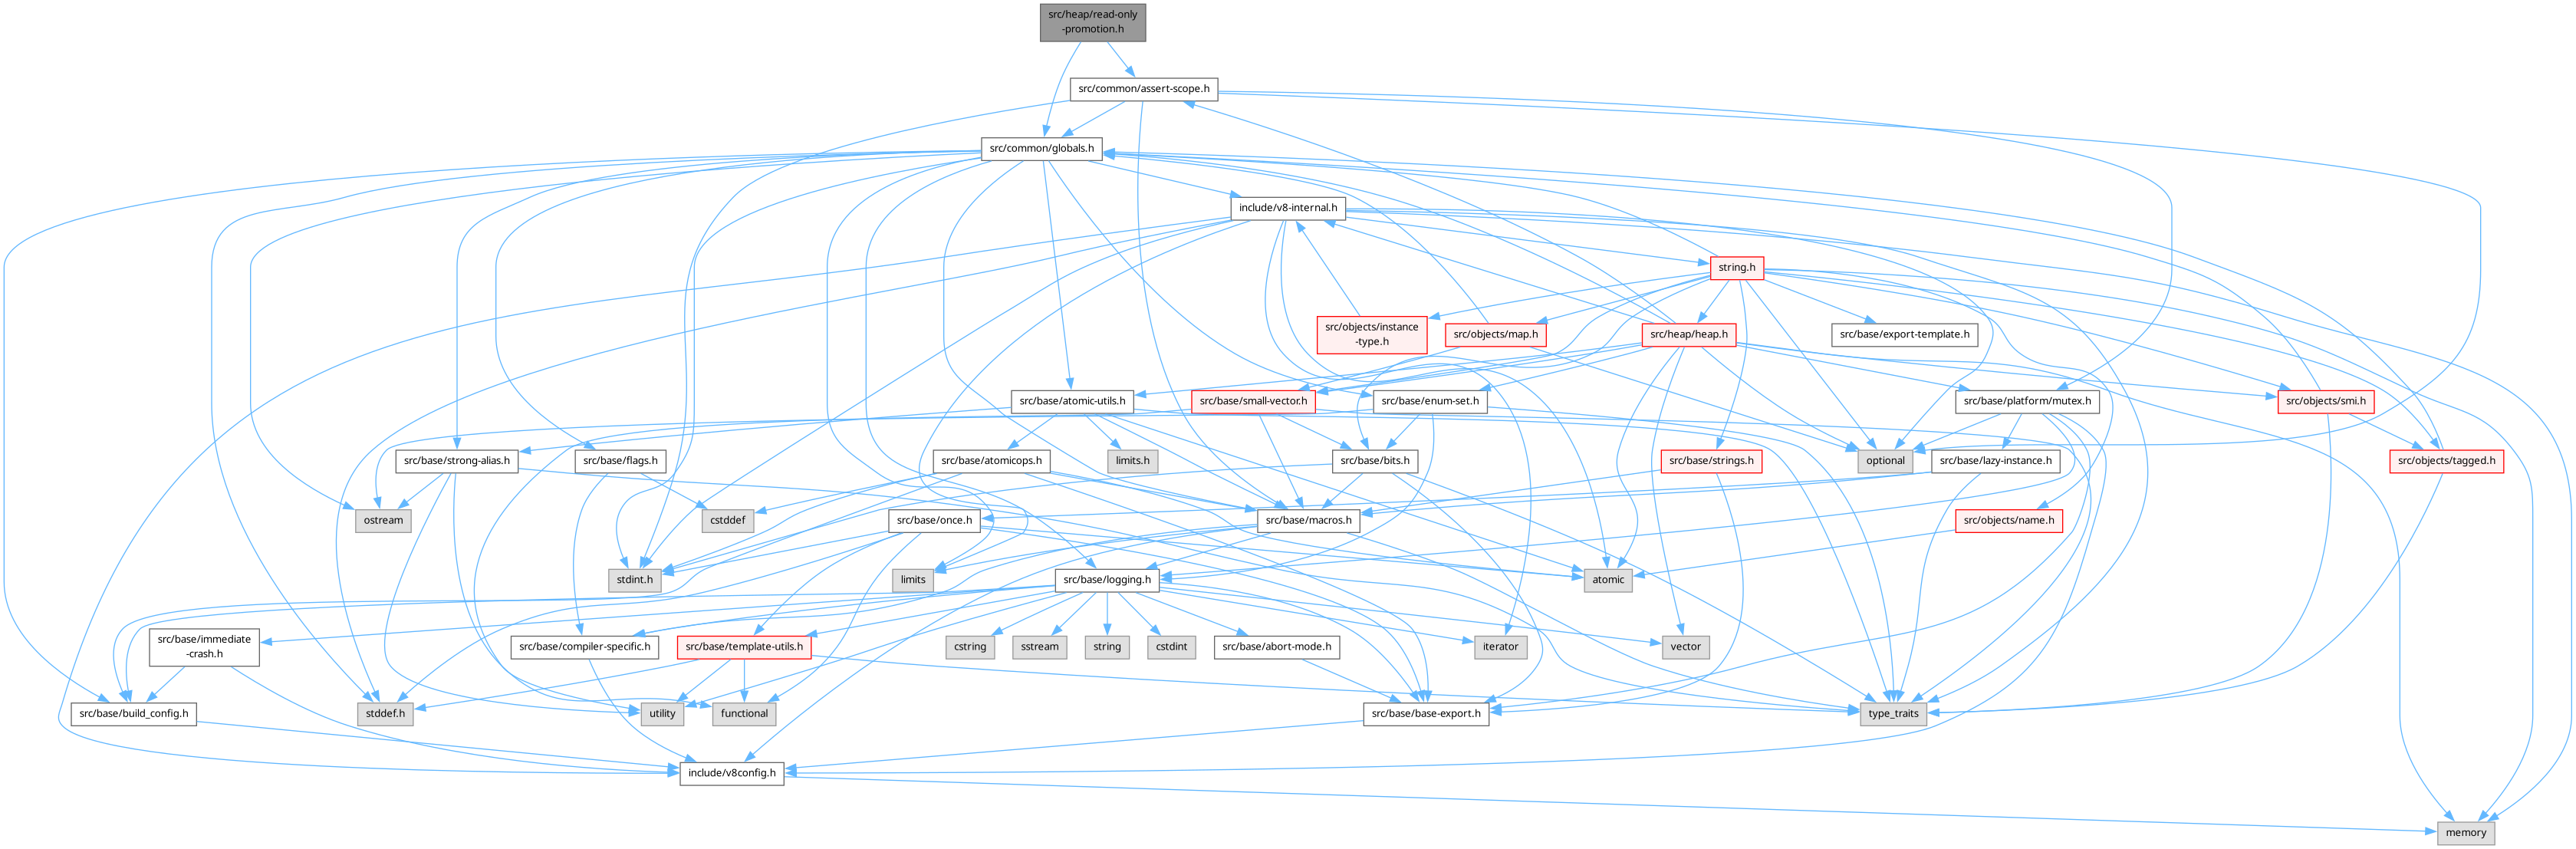 src/heap/read-only
-promotion.h
src/common/assert-scope.h
src/common/globals.h
include/v8-internal.h
string.h
src/objects/instance
-type.h
src/objects/map.h
src/heap/heap.h
src/base/export-template.h
src/base/atomic-utils.h
src/base/small-vector.h
src/base/enum-set.h
src/base/platform/mutex.h
src/objects/smi.h
src/base/strong-alias.h
src/base/flags.h
src/base/atomicops.h
limits.h
src/base/bits.h
src/base/strings.h
optional
src/base/lazy-instance.h
src/objects/tagged.h
ostream
cstddef
src/base/once.h
src/base/macros.h
src/objects/name.h
stdint.h
limits
src/base/logging.h
atomic
src/base/immediate
-crash.h
src/base/compiler-specific.h
src/base/template-utils.h
cstring
sstream
string
cstdint
src/base/abort-mode.h
iterator
vector
src/base/build_config.h
stddef.h
utility
functional
src/base/base-export.h
type_traits
include/v8config.h
memory